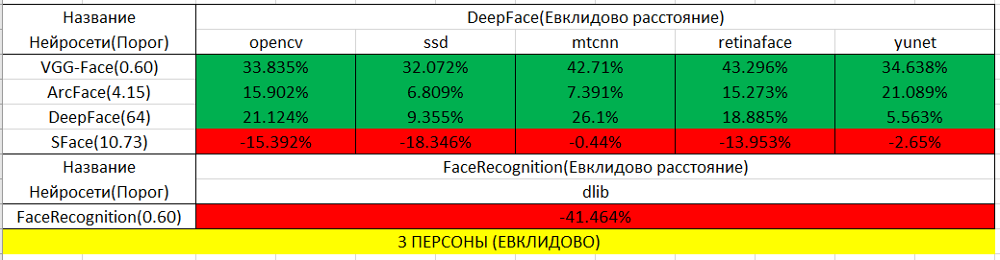 Название DeepFace(Евклидово расстояние)
Нейросети(Порог) opencv ssd mtcnn retinaface yunet
VGG-Face(0.60) 33.835% 32.072% 42.71% 43.296% 34.638%
ArcFace(4.15) 15.902% 6.809% 7.391% 15.273% 21.089%
DeepFace(64) 21.124% 9.355% 26.1% 18.885% 5.563%
SFace(10.73) -15.392% -18.346% -0.44% -13.953% -2.65%
Название FaceRecognition(Евклидово расстояние)
Нейросети(Порог) dlib
FaceRecognition(0.60) -41.464%
3 ПЕРСОНЫ (ЕВКЛИДОВО)